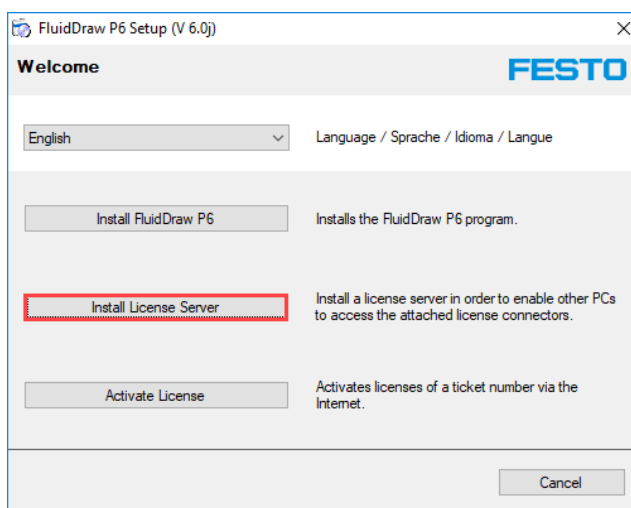 FluidDraw P6 Setup (V 6.0j)
Welcome
FESTO
English
Language / Sprache / Idioma / Langue
Install FluidDraw P6
Installs the FluidDraw P6 program.
Install License Server
Install a license server in order to enable other PCs
to access the attached license connectors.
Activate License
Activates licenses of a ticket number via the
Internet.
Cancel